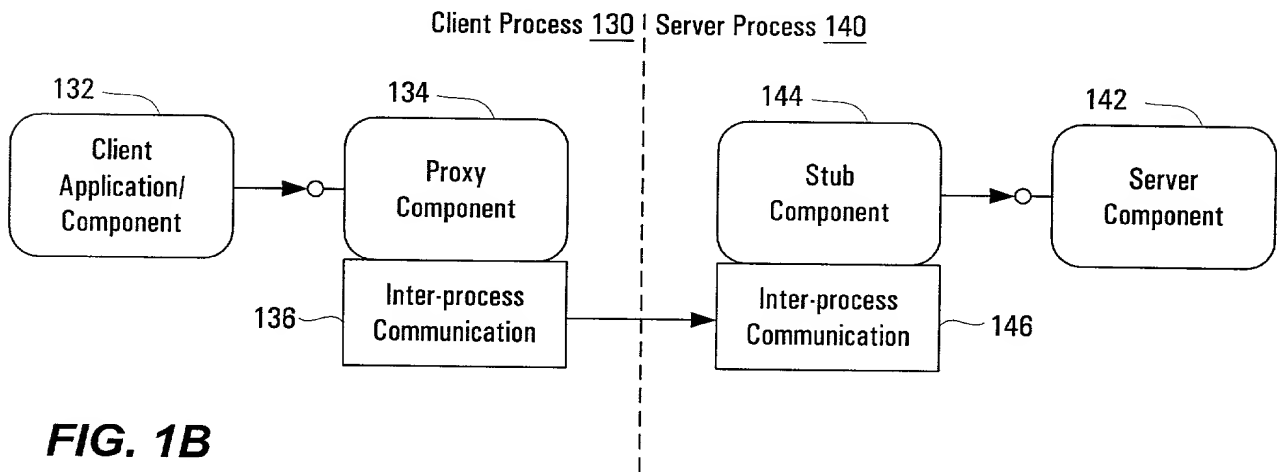 Client Process 130
Server Process 140
132
134
144
142
Client
Application/
Component
Proxy
Component
Stub
Component
Server
Component
136
Inter-process
Communication
Inter-process
Communication
146
FIG. 1B